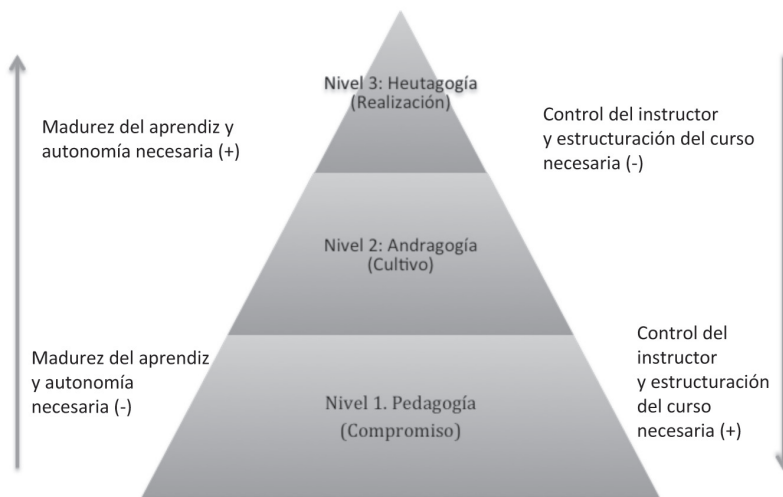 Nivel 3: Heutagogía
(Realización)
Madurez del aprendiz y
autonomía necesaria (+)
Control del instructor
y estructuración del curso
necesaria (-)
Nivel 2: Andragogía
(Cultivo)
Madurez del aprendiz
y autonomía
necesaria (-)
Nivel 1. Pedagogía
(Compromiso)
Control del
instructor
y estructuración
del curso
necesaria (+)